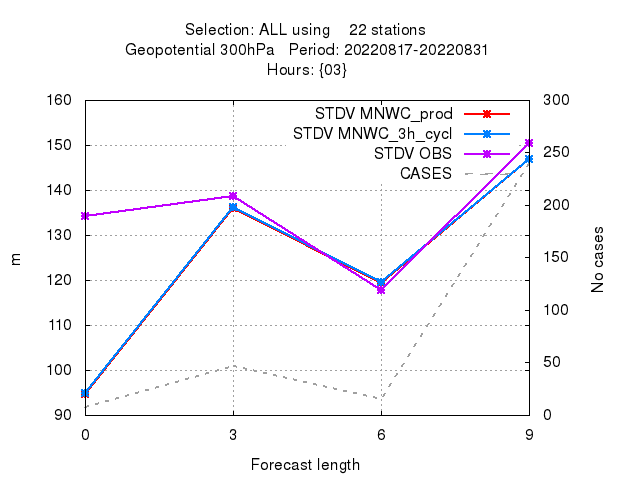 Selection: ALL using    22 stations
Geopotential 300hPa   Period: 20220817-20220831
Hours: {03}
STDV MNWC_prod
STDV MNWC_3h_cycl
STDV OBS
CASES
160
150
140
130
120
110
100
90
300
250
200
150
100
50
0
m
No cases
0 3 6 9
Forecast length